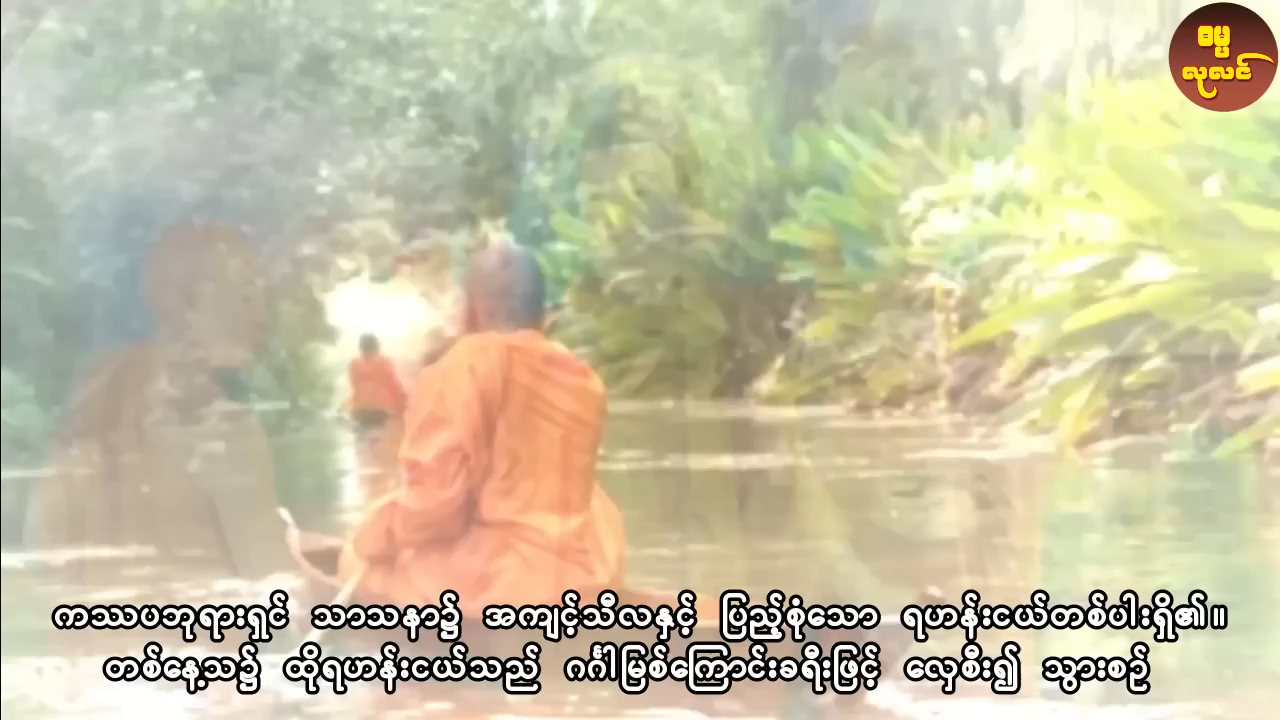 ဓမ္မ
လုလင်
ကဿပဘုရားရှင် သာသနာ၌ အကျင့်သီလနှင့် ပြည့်စုံသော ရဟန်းငယ်တစ်ပါးရှိ၏။
တစ်နေ့သ၌ ထိုရဟန်းငယ်သည် ဂင်္ဂါမြစ်ကြောင်းခရီးဖြင့် လှေစီး၍ သွားစဉ်